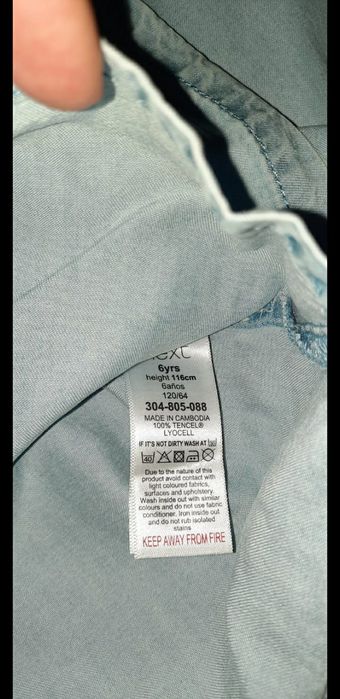 next
6yrs
height 116cm
6años
120/64
304-805-088
MADE IN CAMBODIA
100% TENCEL®
LYOCELL
IF IT'S NOT DIRTY WASH AT 30
40
Due to the nature of this
product avoid contact with
light coloured fabrics,
surfaces and upholstery.
Wash inside out with similar
colours and do not use fabric
conditioner. Iron inside out
and do not rub isolated
stains
KEEP AWAY FROM FIRE